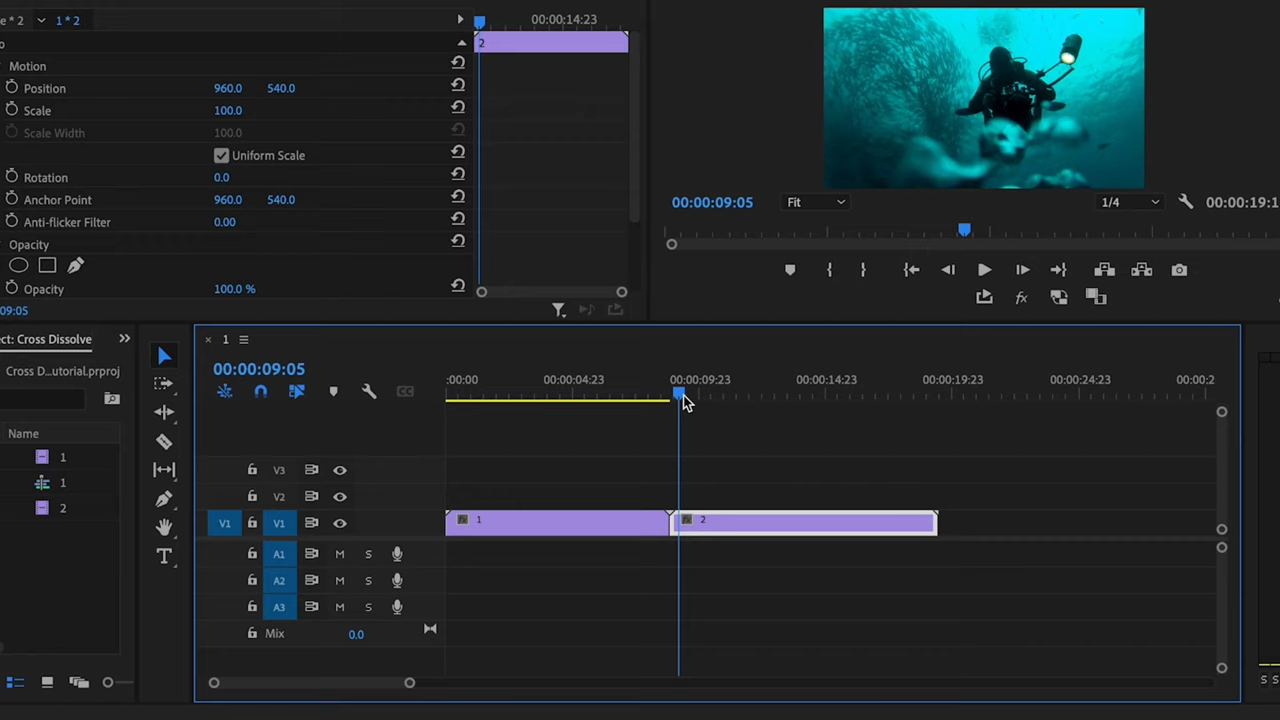 e * 2 1 * 2 00:00:14:23
o 2
Motion
Position 960.0 540.0
Scale 100.0
Scale Width 100.0
Uniform Scale
Rotation 0.0
Anchor Point 960.0 540.0
Anti-flicker Filter 0.00
Opacity
Opacity 100.0 %
09:05
00:00:09:05 Fit 1/4 00:00:19:1
fx
ct: Cross Dissolve
Cross D...utorial.prproj
Name
1
1
2
T
× 1
00:00:09:05
CC
:00:00 00:00:04:23 00:00:09:23 00:00:14:23 00:00:19:23 00:00:24:23 00:00:2
V3
V2
V1 V1 fx 1 fx 2
A1 M S
A2 M S
A3 M S
Mix 0.0
S S